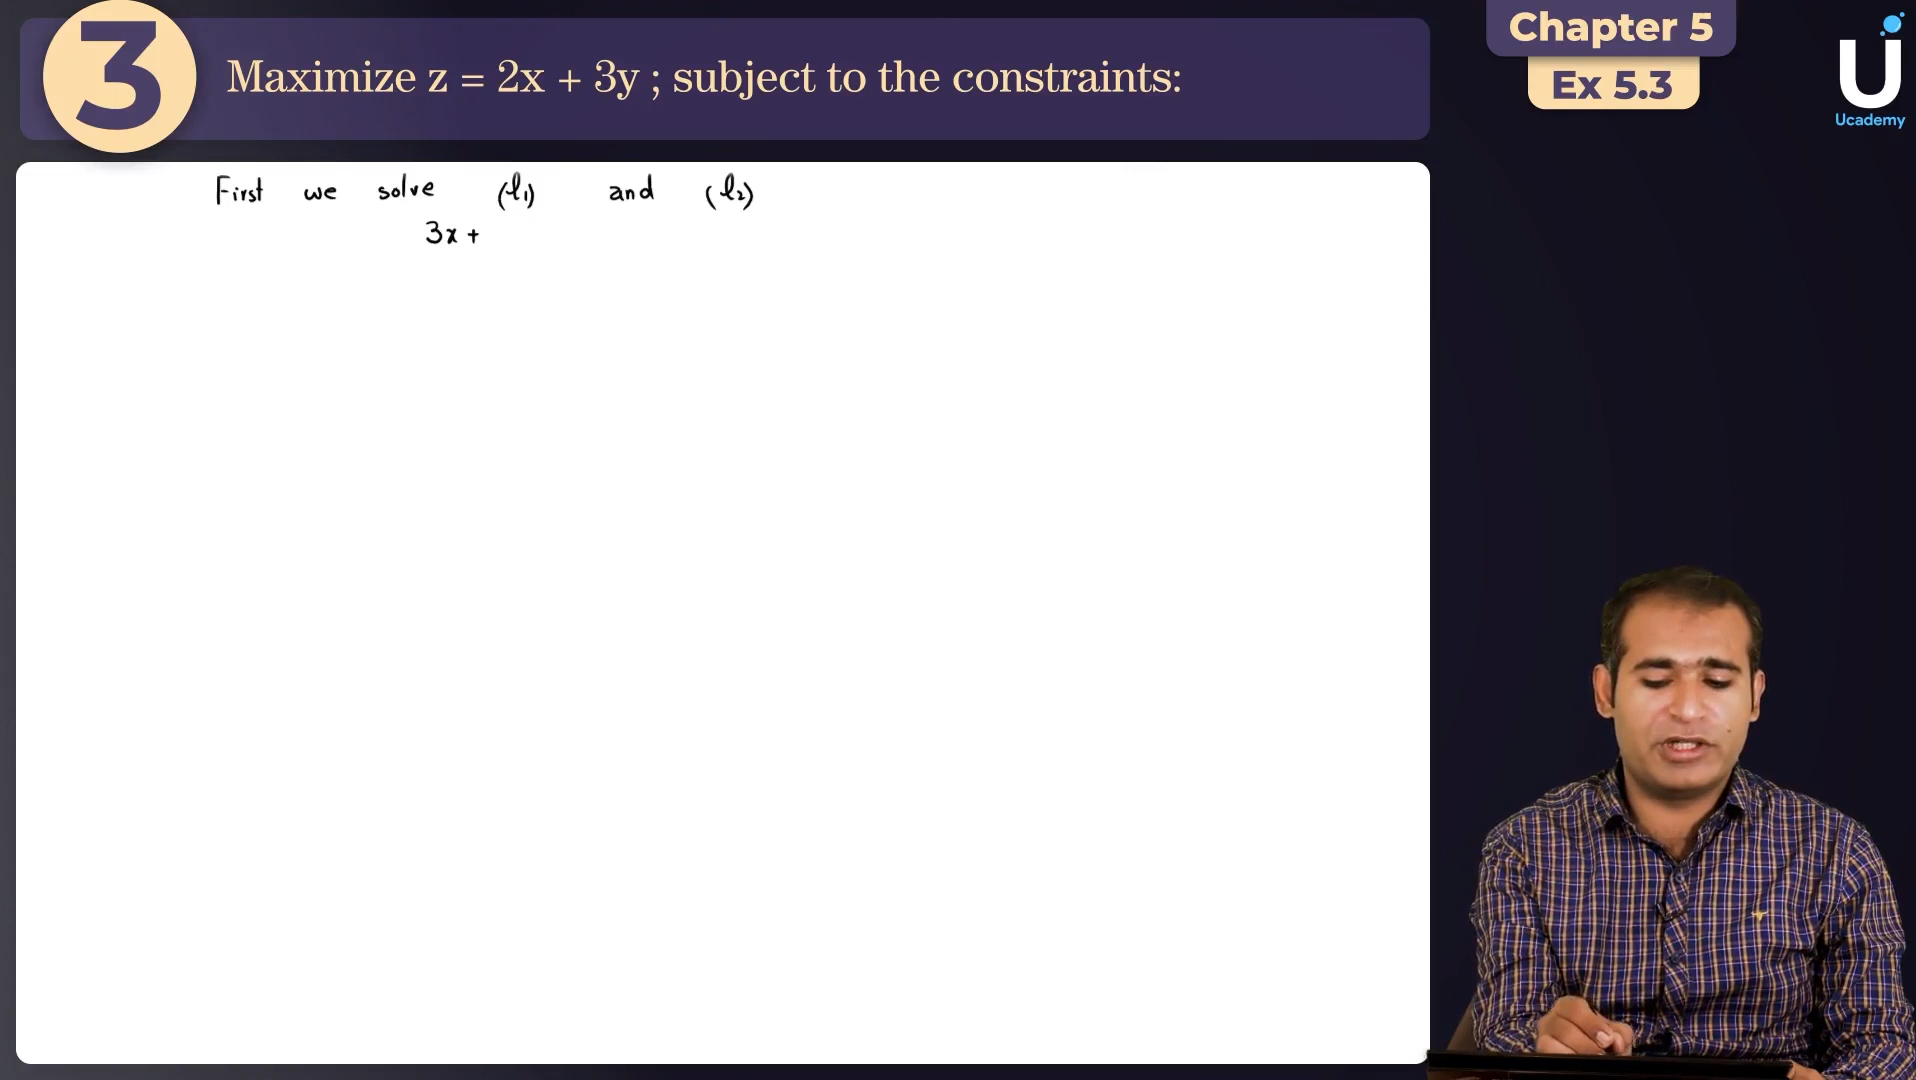 3
Maximize z = 2x + 3y ; subject to the constraints:
Chapter 5
Ex 5.3
U
Ucademy
First we solve (l₁) and (l₂)
3x +